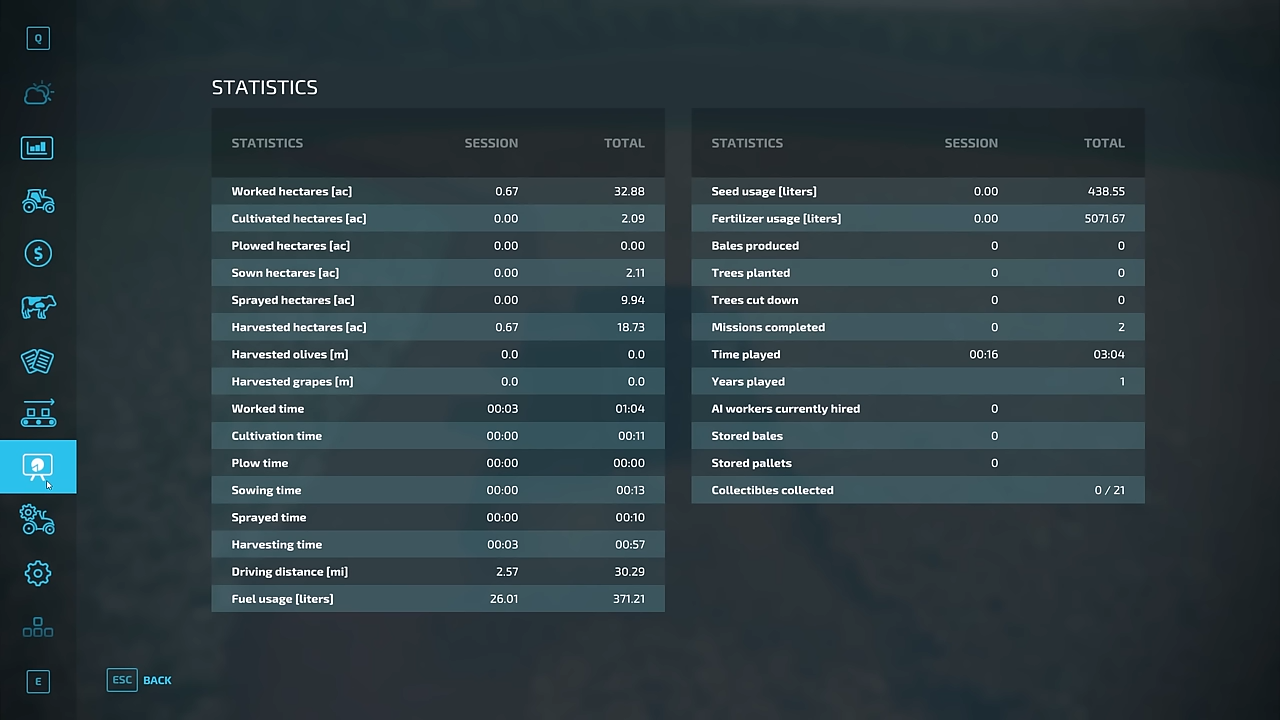 Q
STATISTICS
STATISTICS SESSION TOTAL
Worked hectares [ac] 0.67 32.88
Cultivated hectares [ac] 0.00 2.09
Plowed hectares [ac] 0.00 0.00
Sown hectares [ac] 0.00 2.11
Sprayed hectares [ac] 0.00 9.94
Harvested hectares [ac] 0.67 18.73
Harvested olives [m] 0.0 0.0
Harvested grapes [m] 0.0 0.0
Worked time 00:03 01:04
Cultivation time 00:00 00:11
Plow time 00:00 00:00
Sowing time 00:00 00:13
Sprayed time 00:00 00:10
Harvesting time 00:03 00:57
Driving distance [mi] 2.57 30.29
Fuel usage [liters] 26.01 371.21
STATISTICS SESSION TOTAL
Seed usage [liters] 0.00 438.55
Fertilizer usage [liters] 0.00 5071.67
Bales produced 0 0
Trees planted 0 0
Trees cut down 0 0
Missions completed 0 2
Time played 00:16 03:04
Years played 1
AI workers currently hired 0
Stored bales 0
Stored pallets 0
Collectibles collected 0 / 21
E
ESC BACK